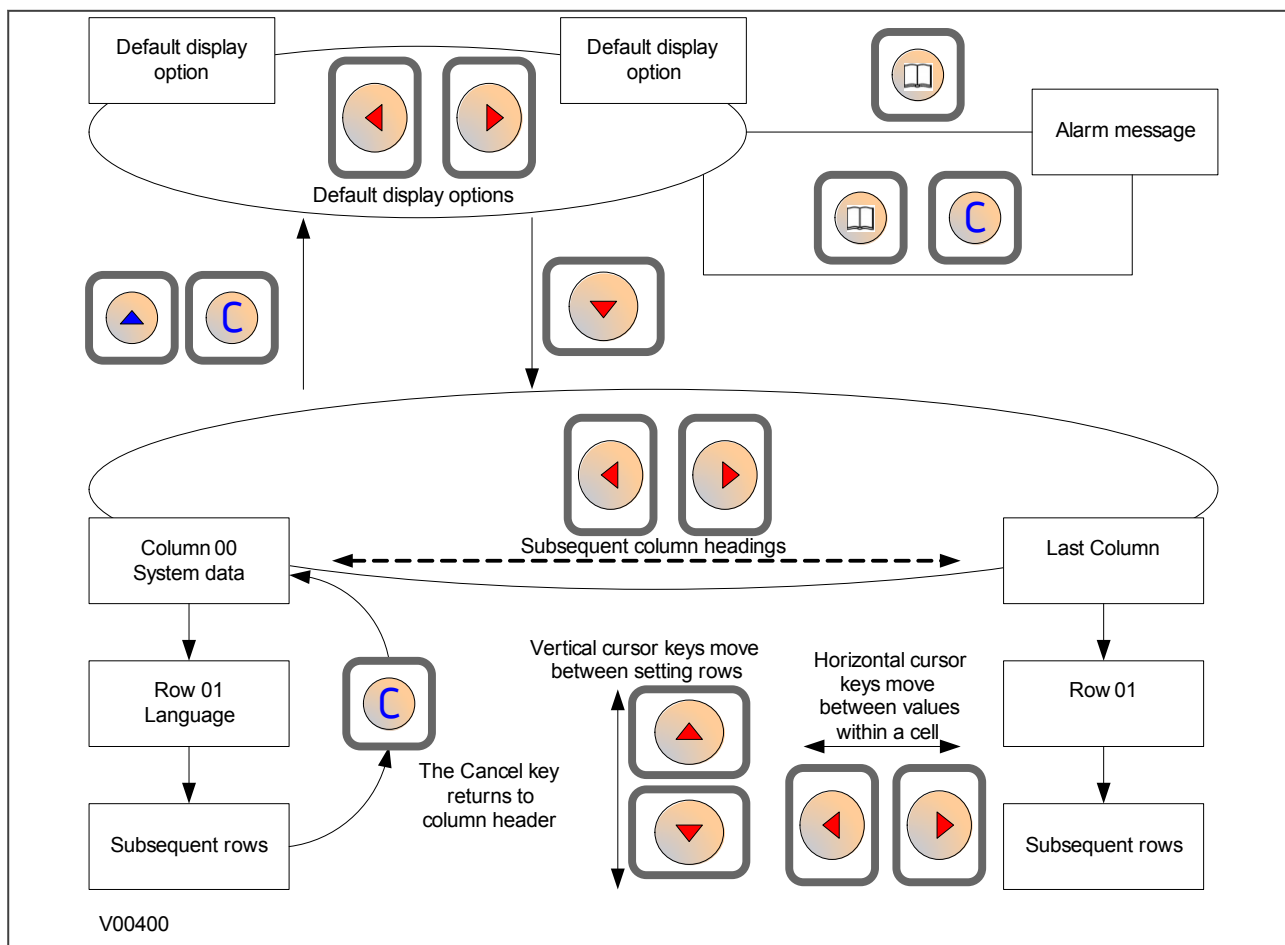 Default display
option
Default display
option
Default display options
Alarm message
C
C
Subsequent column headings
Column 00
System data
Last Column
Row 01
Language
C
Vertical cursor keys move
between setting rows
Horizontal cursor
keys move
between values
within a cell
Row 01
The Cancel key
returns to
column header
Subsequent rows
Subsequent rows
V00400